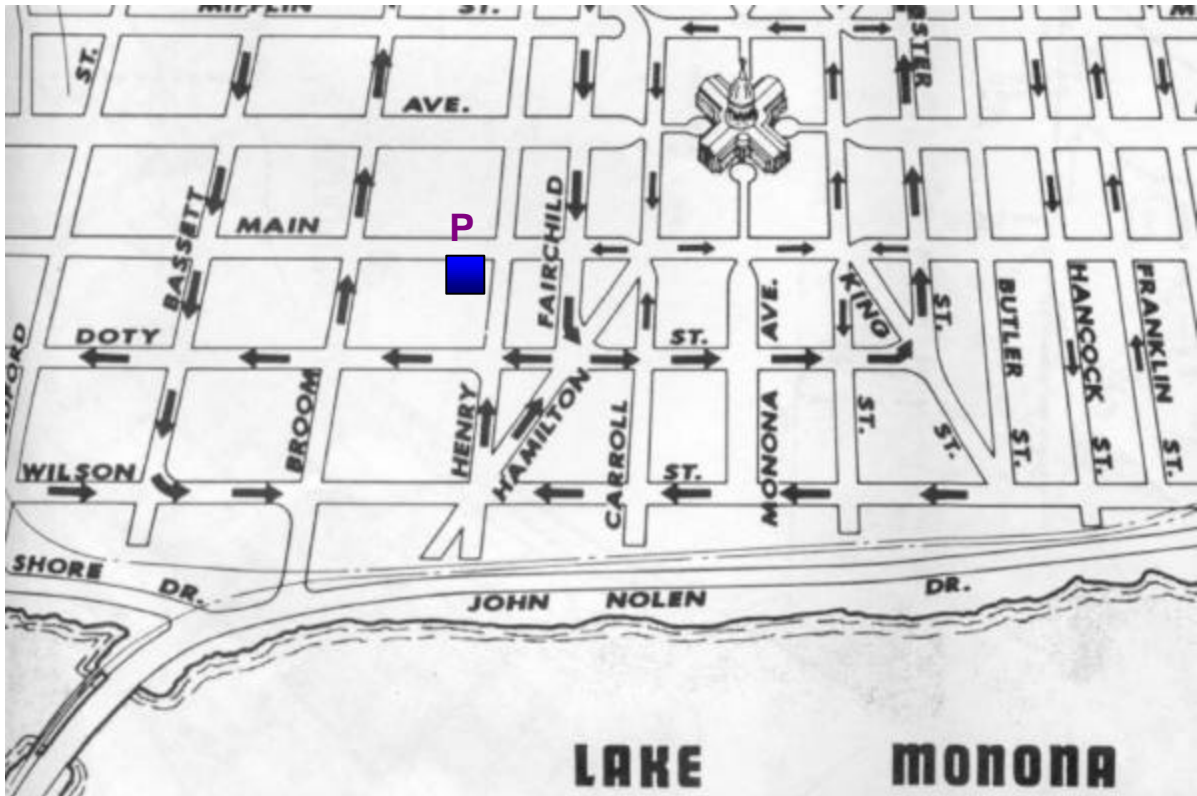 MIFFLIN ST.
ST.
AVE.
BASSETT
MAIN
P
FAIRCHILD
KING
ST.
BUTLER
ST.
HANCOCK
ST.
FRANKLIN
ST.
DOTY
ST.
AVE.
BROOM
HENRY
HAMILTON
CARROLL
MONONA
ST.
ST.
WILSON
ST.
SHORE DR.
JOHN NOLEN DR.
LAKE MONONA